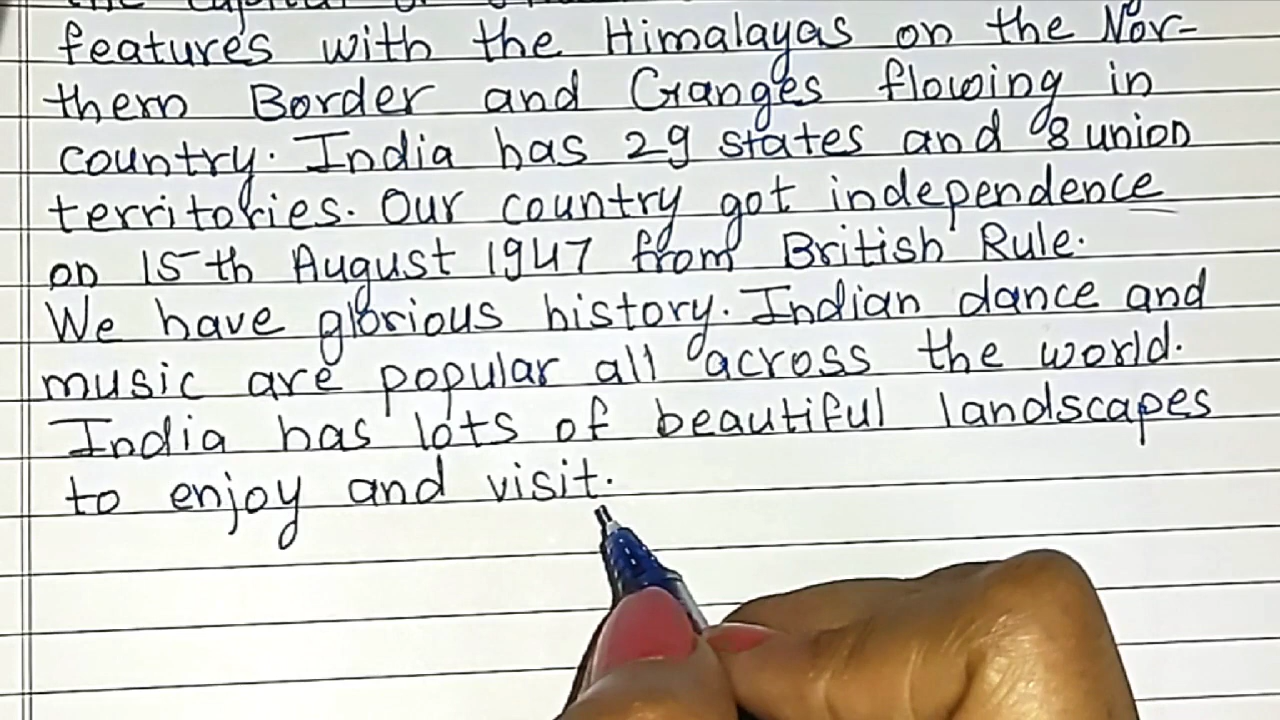 the capital of
features with the Himalayas on the Nor-
thern Border and Ganges flowing in
country. India has 29 states and 8 union
territories. Our country got independence
on 15th August 1947 from British Rule.
We have glorious history. Indian dance and
music are popular all across the world.
India has lots of beautiful landscapes
to enjoy and visit.